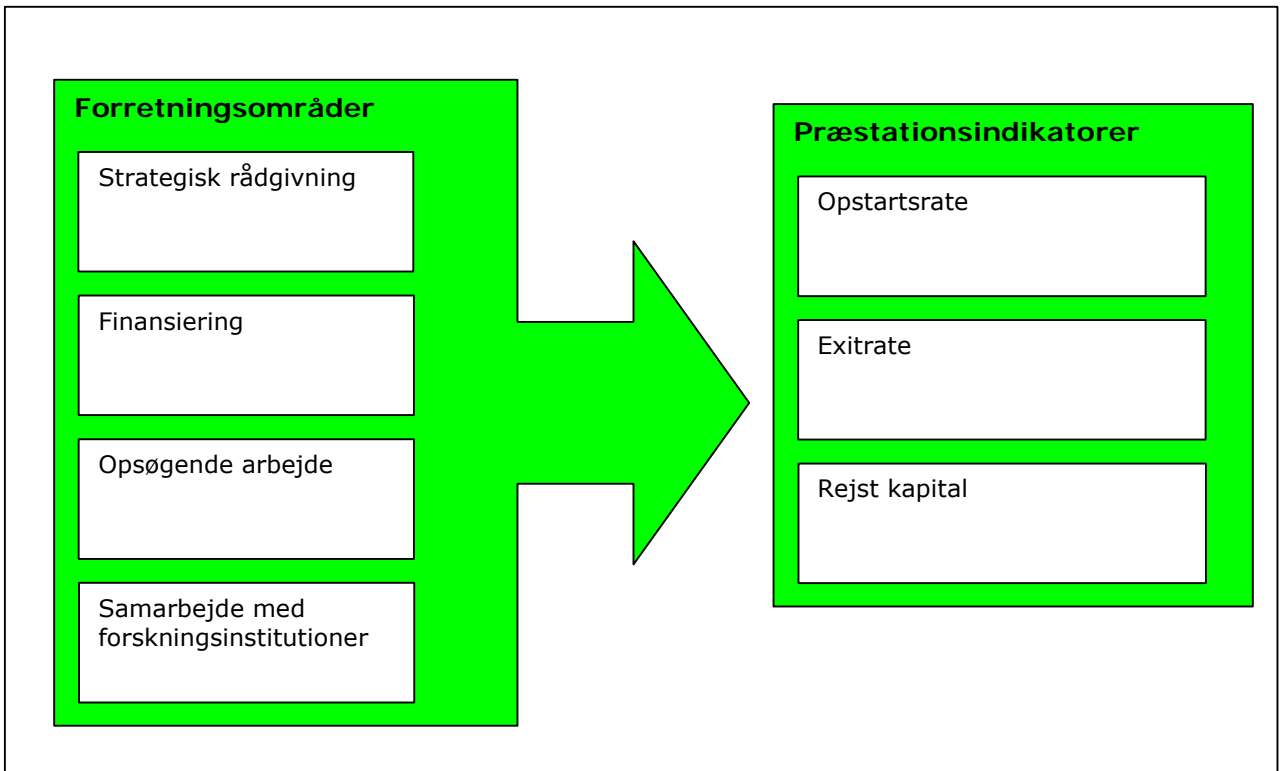 Forretningsområder
Strategisk rådgivning
Finansiering
Opsøgende arbejde
Samarbejde med
forskningsinstitutioner
Præstationsindikatorer
Opstartsrate
Exitrate
Rejst kapital